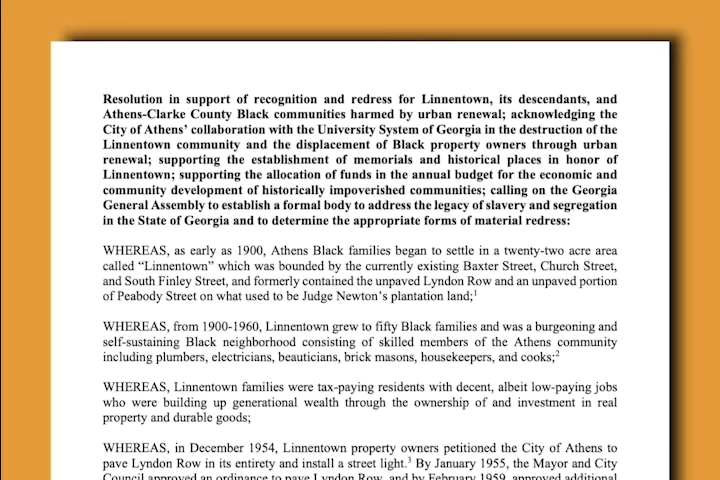 Resolution in support of recognition and redress for Linnentown, its descendants, and
Athens-Clarke County Black communities harmed by urban renewal; acknowledging the
City of Athens' collaboration with the University System of Georgia in the destruction of the
Linnentown community and the displacement of Black property owners through urban
renewal; supporting the establishment of memorials and historical places in honor of
Linnentown; supporting the allocation of funds in the annual budget for the economic and
community development of historically impoverished communities; calling on the Georgia
General Assembly to establish a formal body to address the legacy of slavery and segregation
in the State of Georgia and to determine the appropriate forms of material redress:
WHEREAS, as early as 1900, Athens Black families began to settle in a twenty-two acre area
called “Linnentown” which was bounded by the currently existing Baxter Street, Church Street,
and South Finley Street, and formerly contained the unpaved Lyndon Row and an unpaved portion
of Peabody Street on what used to be Judge Newton's plantation land;¹
WHEREAS, from 1900-1960, Linnentown grew to fifty Black families and was a burgeoning and
self-sustaining Black neighborhood consisting of skilled members of the Athens community
including plumbers, electricians, beauticians, brick masons, housekeepers, and cooks;²
WHEREAS, Linnentown families were tax-paying residents with decent, albeit low-paying jobs
who were building up generational wealth through the ownership of and investment in real
property and durable goods;
WHEREAS, in December 1954, Linnentown property owners petitioned the City of Athens to
pave Lyndon Row in its entirety and install a street light.³ By January 1955, the Mayor and City
Council approved an ordinance to pave Lyndon Row, and by February 1959, approved additional